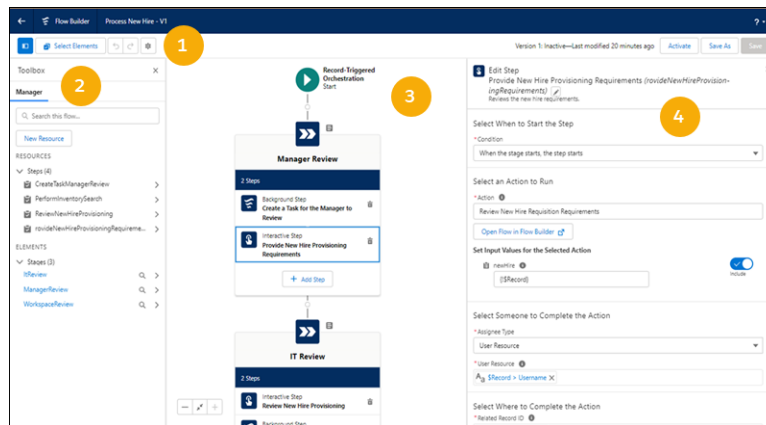 Flow Builder
Process New Hire - V1
?
Select Elements
1
Version 1: Inactive—Last modified 20 minutes ago
Activate
Save As
Save
Toolbox
2
Manager
Search this flow...
New Resource
RESOURCES
Steps (4)
CreateTaskManagerReview
PerformInventorySearch
ReviewNewHireProvisioning
rovideNewHireProvisioningRequireme...
ELEMENTS
Stages (3)
ItReview
ManagerReview
WorkspaceReview
Record-Triggered
Orchestration
Start
3
Manager Review
2 Steps
Background Step
Create a Task for the Manager to
Review
Interactive Step
Provide New Hire Provisioning
Requirements
+ Add Step
IT Review
2 Steps
Interactive Step
Review New Hire Provisioning
Background Step
Edit Step
Provide New Hire Provisioning Requirements (rovideNewHireProvision-
ingRequirements)
Reviews the new hire requirements.
4
Select When to Start the Step
*Condition
When the stage starts, the step starts
Select an Action to Run
*Action
Review New Hire Requisition Requirements
Open Flow in Flow Builder
Set Input Values for the Selected Action
newHire
{!$Record}
Include
Select Someone to Complete the Action
*Assignee Type
User Resource
*User Resource
$Record > Username
Select Where to Complete the Action
*Related Record ID